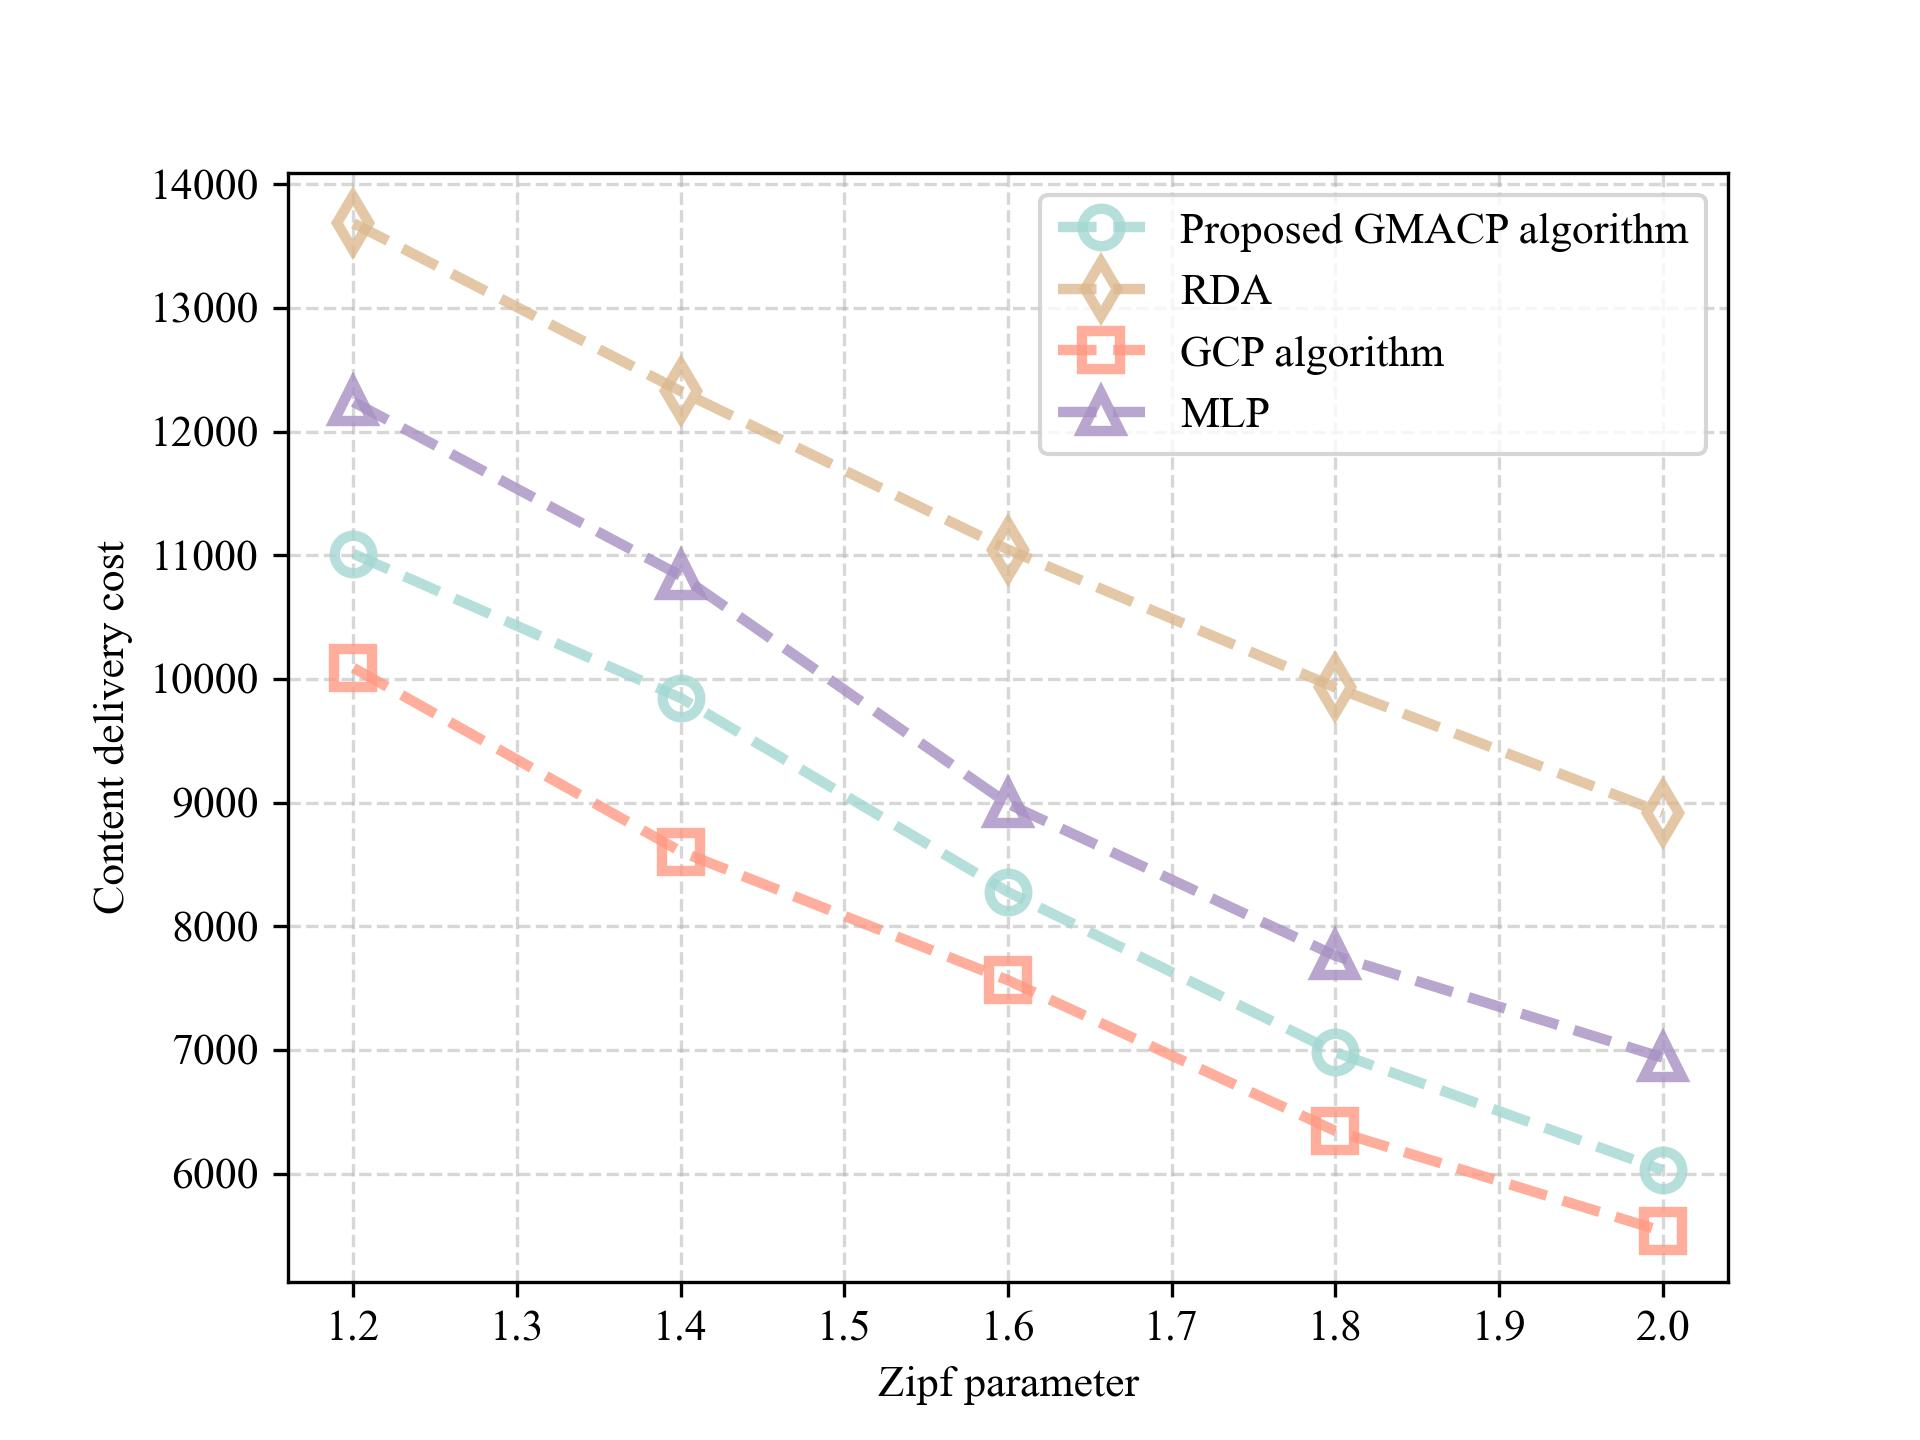 14000
13000
12000
11000
10000
9000
8000
7000
6000
Content delivery cost
Proposed GMACP algorithm
RDA
GCP algorithm
MLP
1.2 1.3 1.4 1.5 1.6 1.7 1.8 1.9 2.0
Zipf parameter